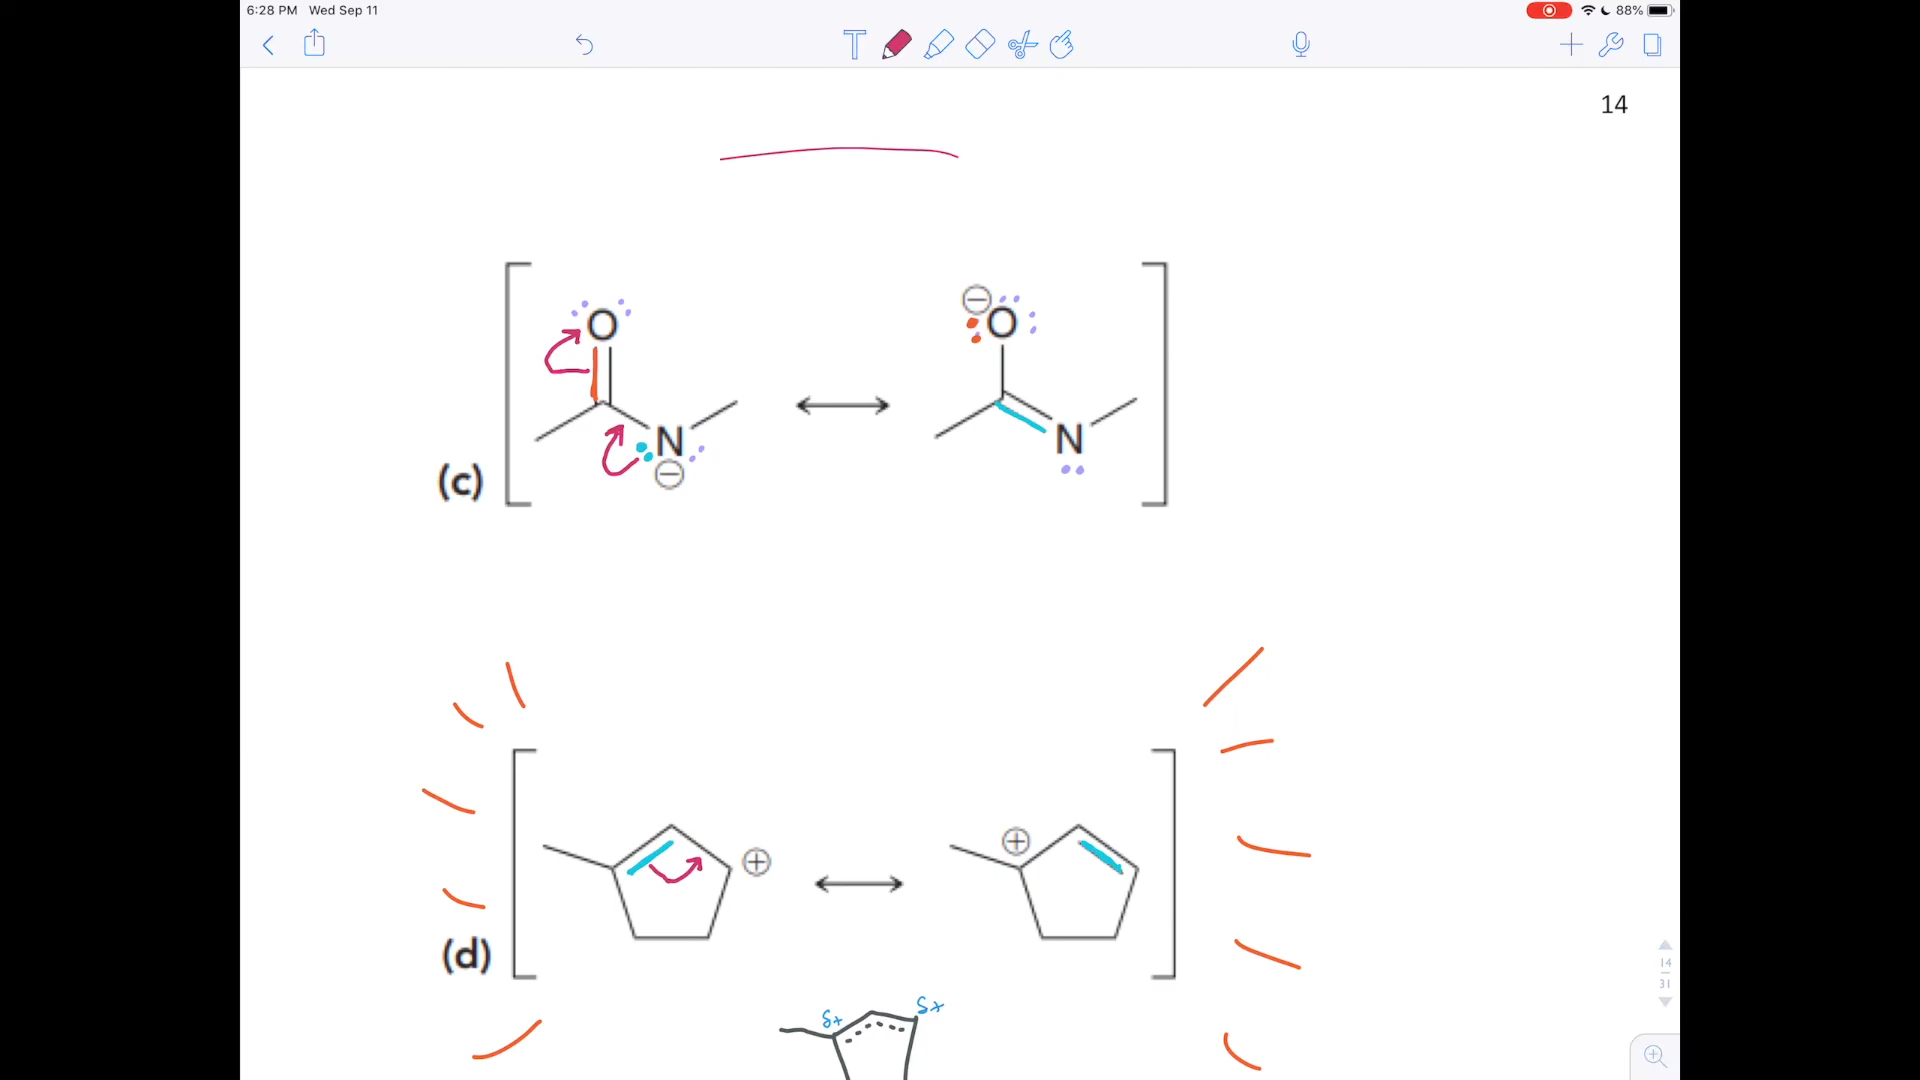 6:28 PM Wed Sep 11
88%
T
14
O
N
⊖
⊖
O
N
(c)
⊕
⊕
(d)
δ+
δ+
14
31